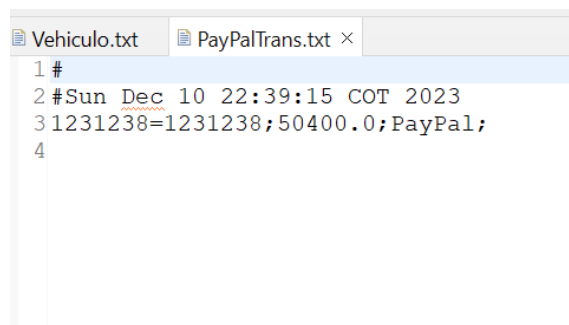 Vehiculo.txt PayPalTrans.txt
1 #
2 #Sun Dec 10 22:39:15 COT 2023
3 1231238=1231238;50400.0;PayPal;
4